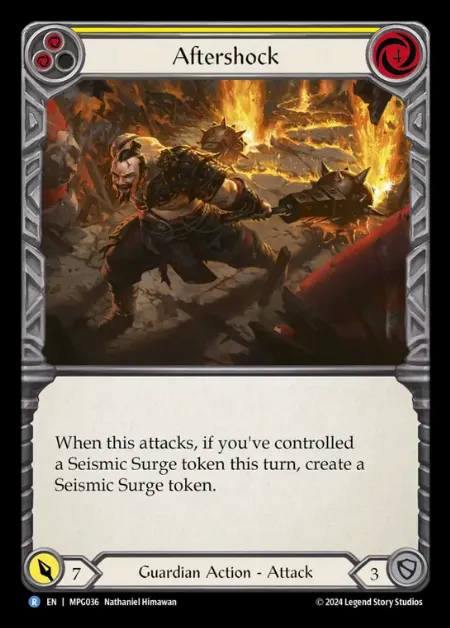 Aftershock
4
When this attacks, if you've controlled
a Seismic Surge token this turn, create a
Seismic Surge token.
7
Guardian Action - Attack
3
R EN | MPG036 Nathaniel Himawan
© 2024 Legend Story Studios